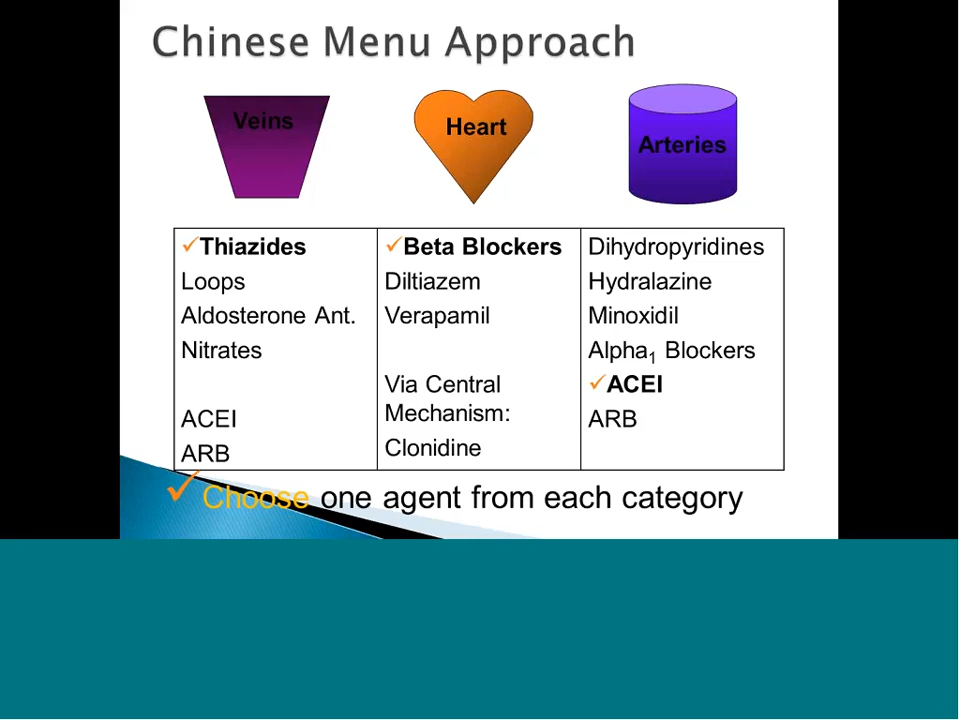 Chinese Menu Approach
Veins
Heart
Arteries
✓Thiazides
Loops
Aldosterone Ant.
Nitrates
ACEI
ARB
✓Beta Blockers
Diltiazem
Verapamil
Via Central
Mechanism:
Clonidine
Dihydropyridines
Hydralazine
Minoxidil
Alpha₁ Blockers
✓ACEI
ARB
✓Choose one agent from each category